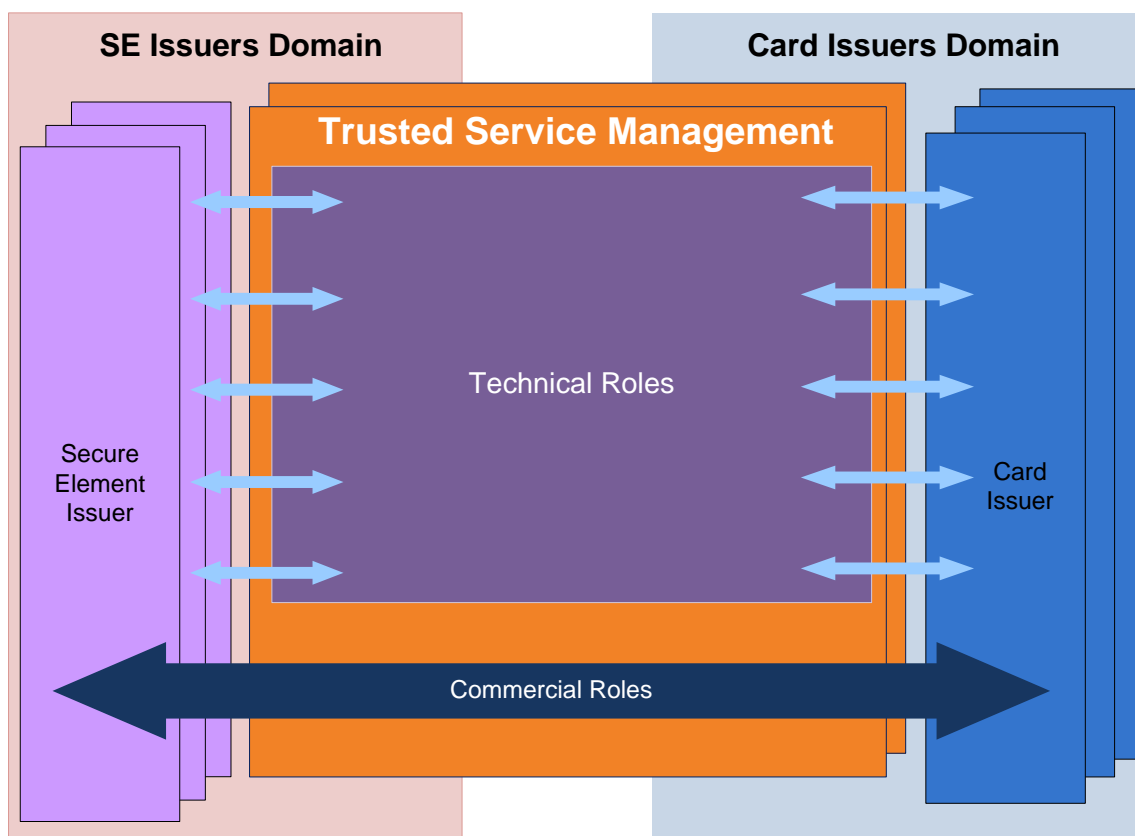 SE Issuers Domain
Card Issuers Domain
Trusted Service Management
Technical Roles
Secure
Element
Issuer
Card
Issuer
Commercial Roles